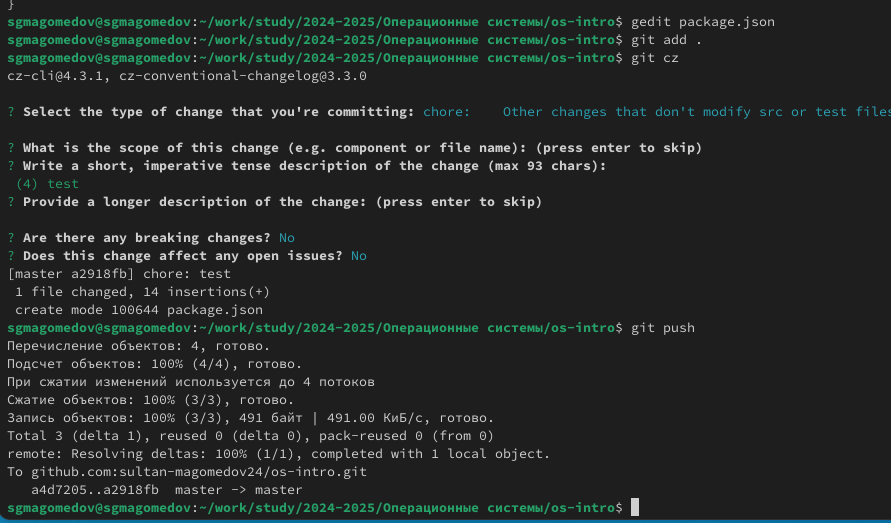 }
sgmagomedov@sgmagomedov:~/work/study/2024-2025/Операционные системы/os-intro$ gedit package.json
sgmagomedov@sgmagomedov:~/work/study/2024-2025/Операционные системы/os-intro$ git add .
sgmagomedov@sgmagomedov:~/work/study/2024-2025/Операционные системы/os-intro$ git cz
cz-cli@4.3.1, cz-conventional-changelog@3.3.0
? Select the type of change that you're committing: chore:    Other changes that don't modify src or test files
? What is the scope of this change (e.g. component or file name): (press enter to skip)
? Write a short, imperative tense description of the change (max 93 chars):
 (4) test
? Provide a longer description of the change: (press enter to skip)
? Are there any breaking changes? No
? Does this change affect any open issues? No
[master a2918fb] chore: test
 1 file changed, 14 insertions(+)
 create mode 100644 package.json
sgmagomedov@sgmagomedov:~/work/study/2024-2025/Операционные системы/os-intro$ git push
Перечисление объектов: 4, готово.
Подсчет объектов: 100% (4/4), готово.
При сжатии изменений используется до 4 потоков
Сжатие объектов: 100% (3/3), готово.
Запись объектов: 100% (3/3), 491 байт | 491.00 КиБ/с, готово.
Total 3 (delta 1), reused 0 (delta 0), pack-reused 0 (from 0)
remote: Resolving deltas: 100% (1/1), completed with 1 local object.
To github.com:sultan-magomedov24/os-intro.git
   a4d7205..a2918fb  master -> master
sgmagomedov@sgmagomedov:~/work/study/2024-2025/Операционные системы/os-intro$